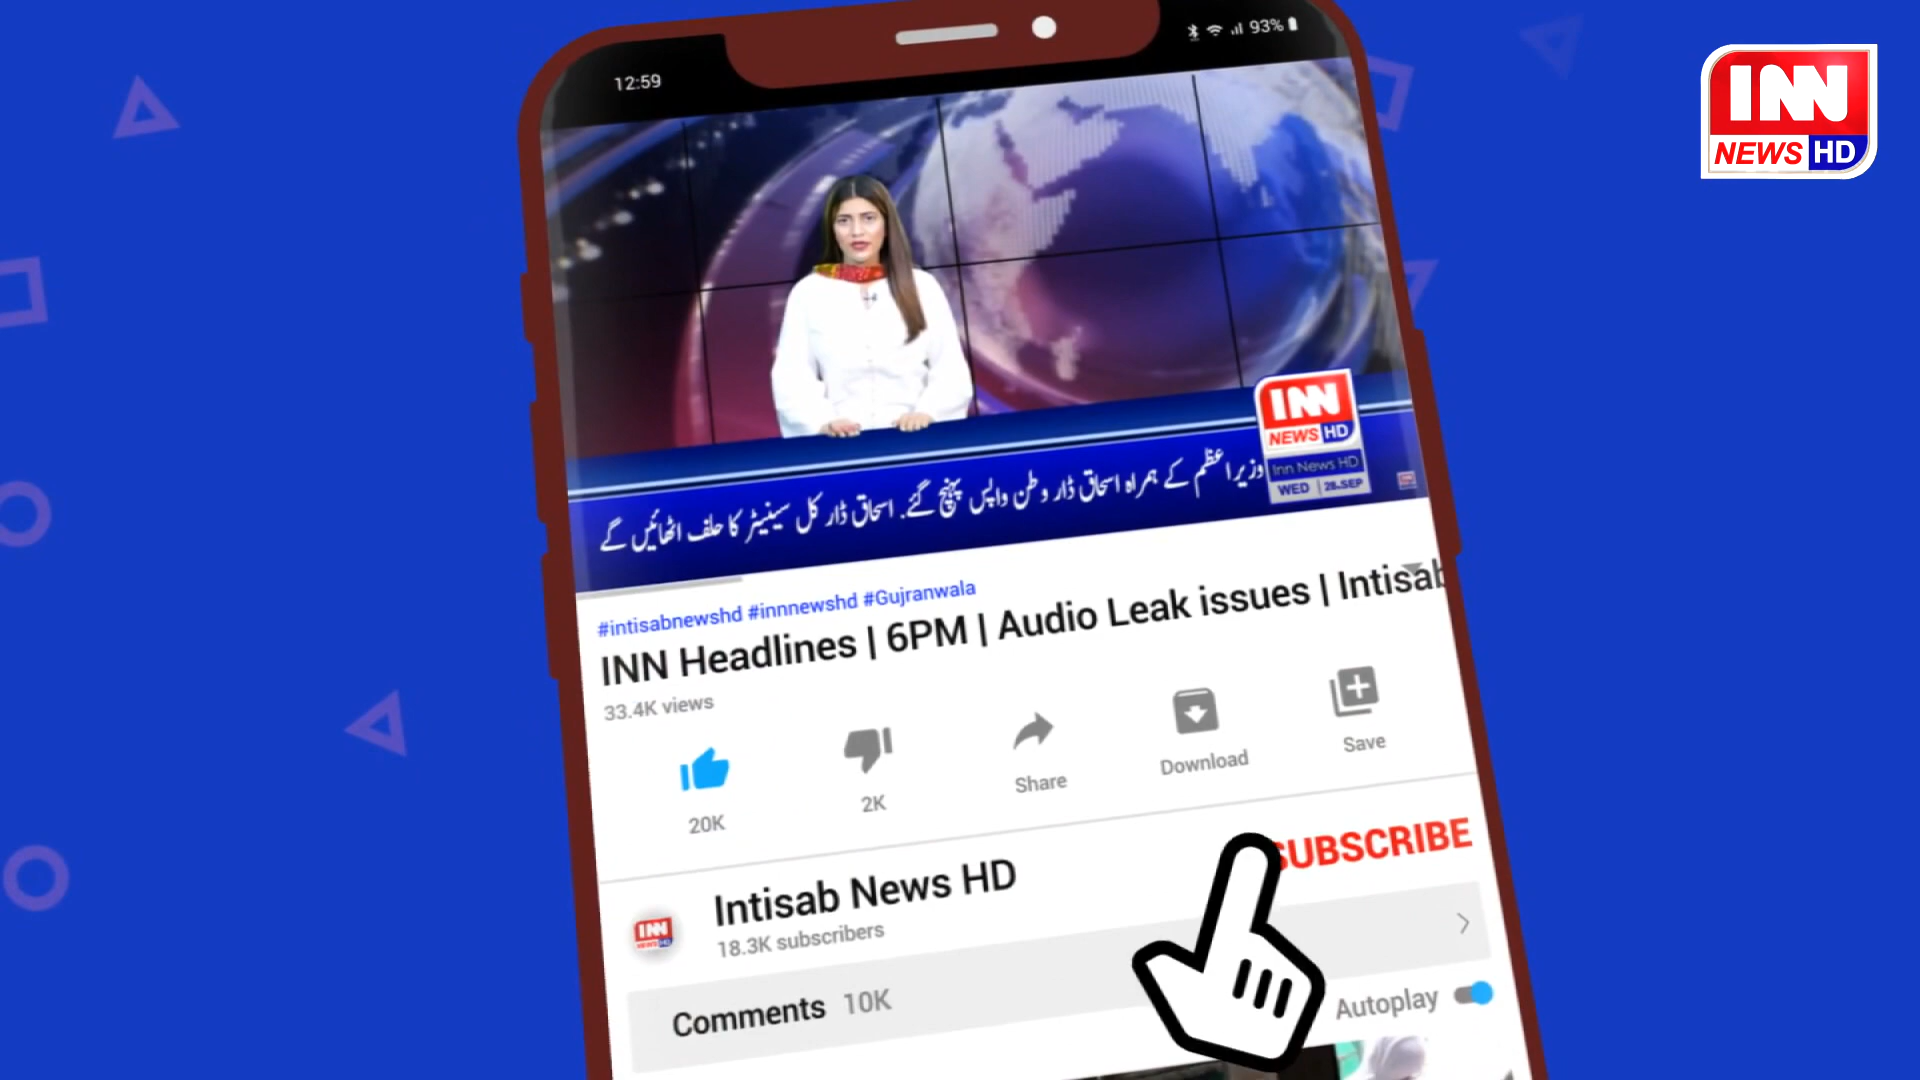 12:59
93%
INN
NEWS HD
INN
NEWS HD
Inn News HD
WED 28.SEP
وزیراعظم کے ہمراہ اسحاق ڈار وطن واپس پہنچ گئے. اسحاق ڈار کل سینیٹر کا حلف اٹھائیں گے
#intisabnewshd #innnewshd #Gujranwala
INN Headlines | 6PM | Audio Leak issues | Intisab
33.4K views
20K
2K
Share
Download
Save
SUBSCRIBE
INN
NEWS HD
Intisab News HD
18.3K subscribers
Comments 10K
Autoplay